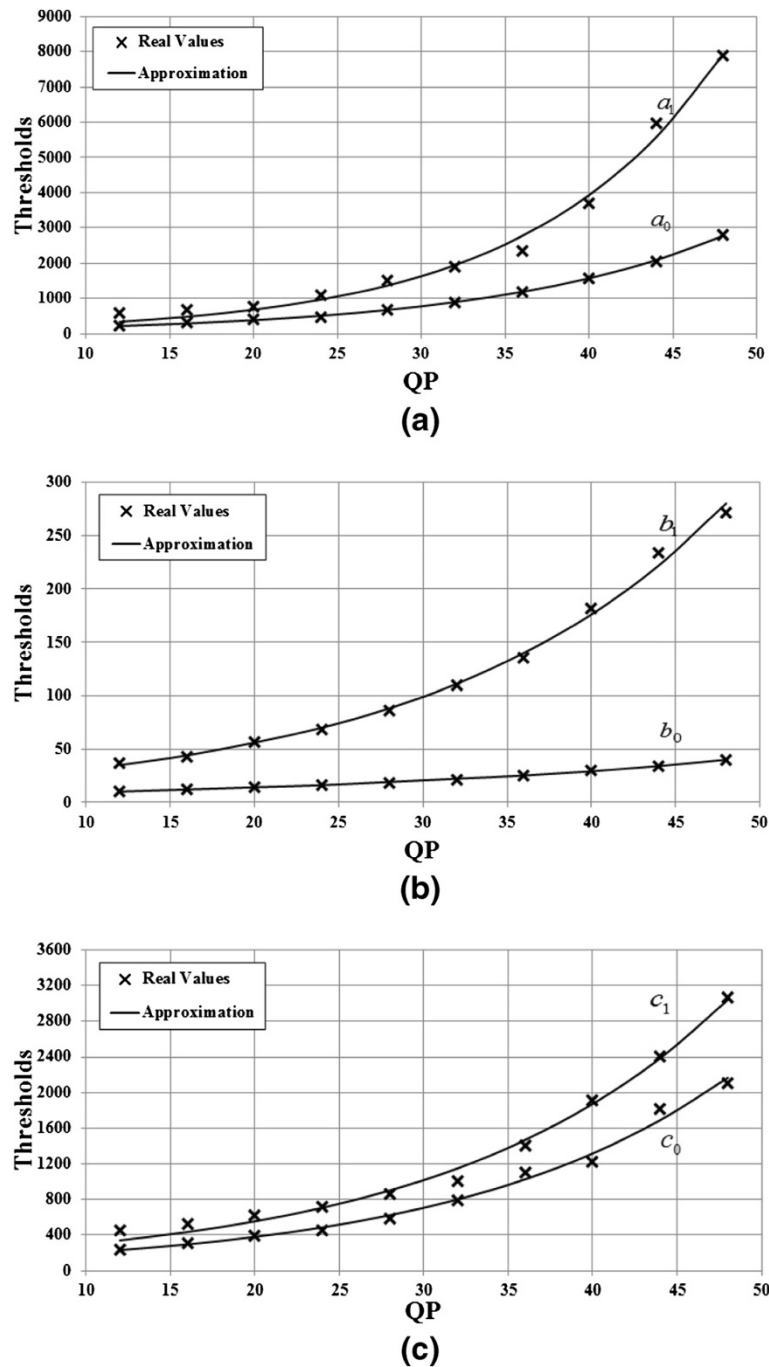 9000
8000
7000
6000
5000
4000
3000
2000
1000
0
Thresholds
Real Values
Approximation
a1
a0
10 15 20 25 30 35 40 45 50
QP
(a)
300
250
200
150
100
50
0
Thresholds
Real Values
Approximation
b1
b0
10 15 20 25 30 35 40 45 50
QP
(b)
3600
3200
2800
2400
2000
1600
1200
800
400
0
Thresholds
Real Values
Approximation
c1
c0
10 15 20 25 30 35 40 45 50
QP
(c)